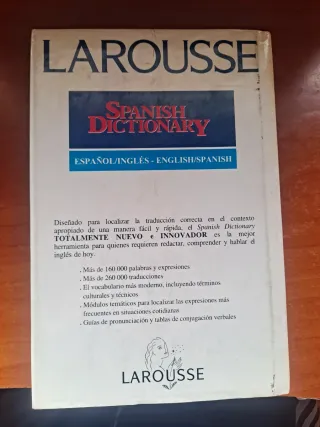 LAROUSSE
SPANISH
DICTIONARY
ESPAÑOL/INGLÉS - ENGLISH/SPANISH
Diseñado para localizar la traducción correcta en el contexto
apropiado de una manera fácil y rápida, el Spanish Dictionary
TOTALMENTE NUEVO e INNOVADOR es la mejor
herramienta para quienes requieren redactar, comprender y hablar el
inglés de hoy.
. Más de 160 000 palabras y expresiones
. Más de 260 000 traducciones
. El vocabulario más moderno, incluyendo términos
culturales y técnicos
. Módulos temáticos para localizar las expresiones más
frecuentes en situaciones cotidianas
. Guías de pronunciación y tablas de conjugación verbales
LAROUSSE